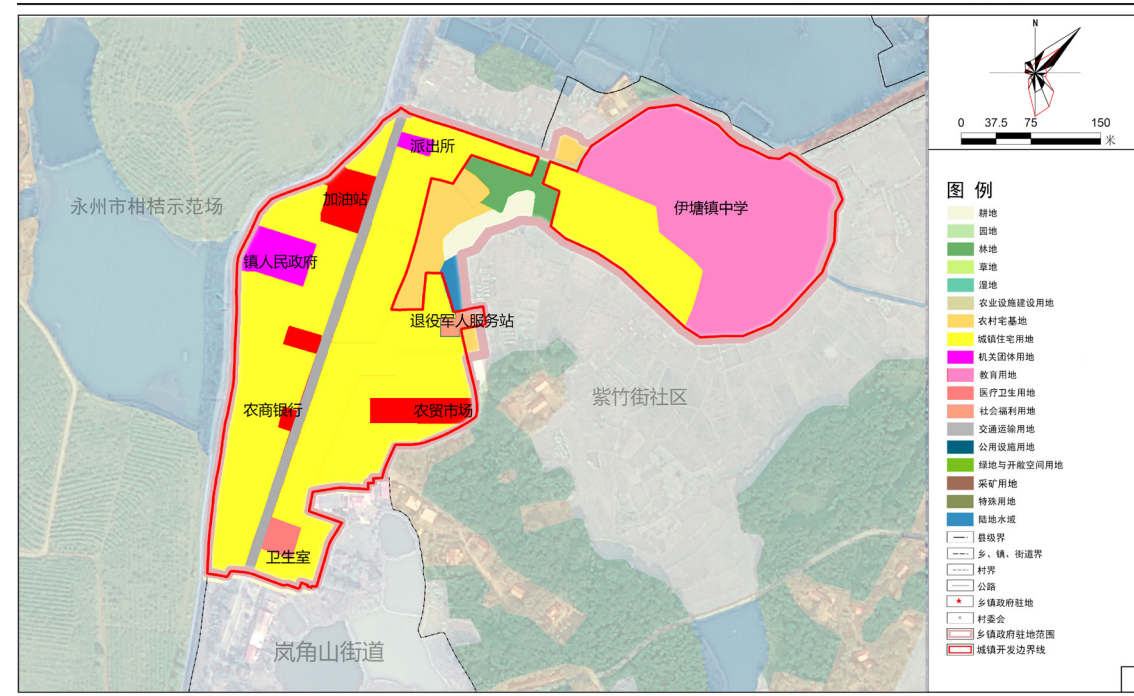 N
0 37.5 75 150
米
派出所
加油站
永州市柑桔示范场
伊塘镇中学
镇人民政府
退役军人服务站
紫竹街社区
农商银行
农贸市场
卫生室
岚角山街道
图 例
耕地
园地
林地
草地
湿地
农业设施建设用地
农村宅基地
城镇住宅用地
机关团体用地
教育用地
医疗卫生用地
社会福利用地
交通运输用地
公用设施用地
绿地与开敞空间用地
采矿用地
特殊用地
陆地水域
县级界
乡、镇、街道界
村界
公路
乡镇政府驻地
村委会
乡镇政府驻地范围
城镇开发边界线